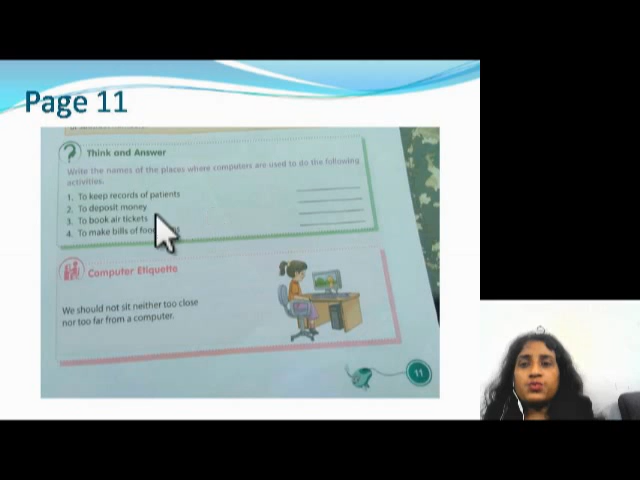 Page 11
Think and Answer
Write the names of the places where computers are used to do the following
activities.
1. To keep records of patients
2. To deposit money
3. To book air tickets
4. To make bills of food
Computer Etiquette
We should not sit neither too close
nor too far from a computer.
11